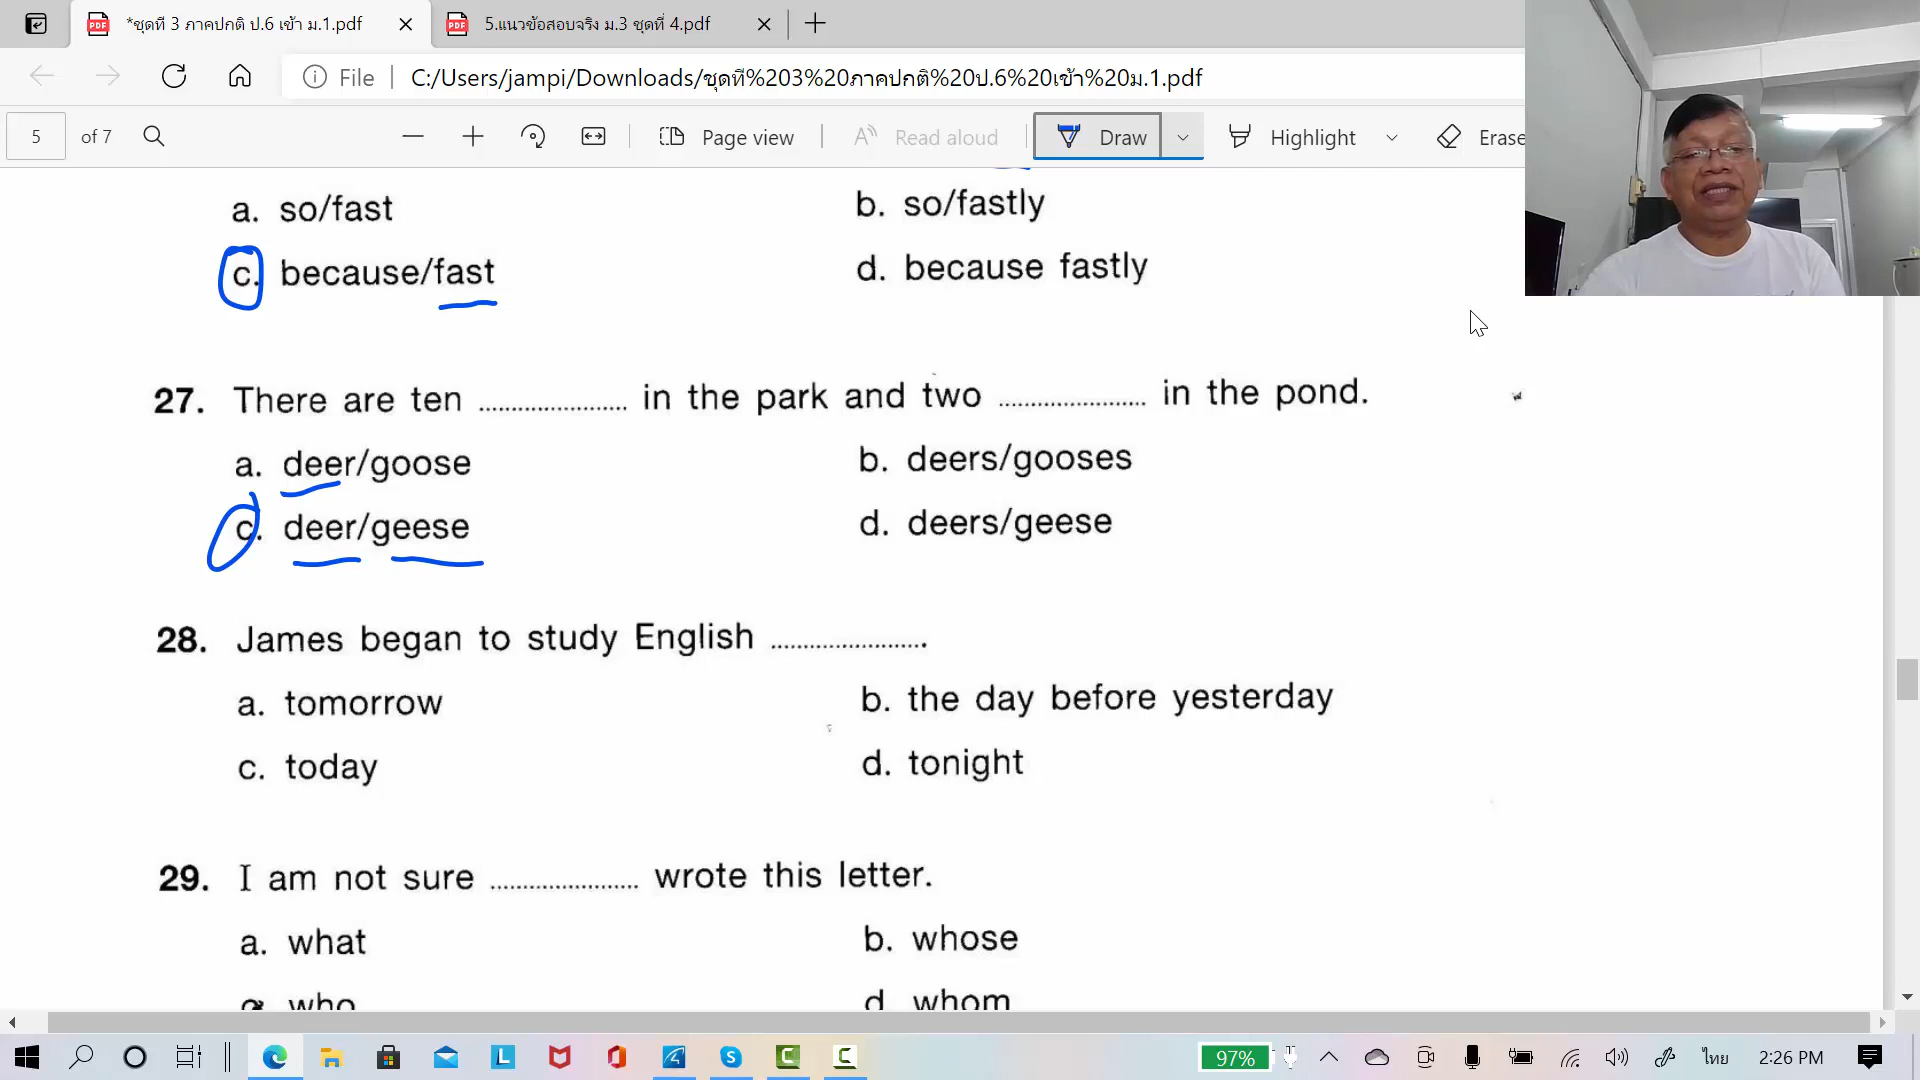 *ชุดที่ 3 ภาคปกติ ป.6 เข้า ม.1.pdf
5.แนวข้อสอบจริง ม.3 ชุดที่ 4.pdf
File
C:/Users/jampi/Downloads/ชุดที่%203%20ภาคปกติ%20ป.6%20เข้า%20ม.1.pdf
5 of 7
Page view
Read aloud
Draw
Highlight
Erase
a. so/fast
b. so/fastly
c. because/fast
d. because fastly
27. There are ten ...................... in the park and two ...................... in the pond.
a. deer/goose
b. deers/gooses
c. deer/geese
d. deers/geese
28. James began to study English .......................
a. tomorrow
b. the day before yesterday
c. today
d. tonight
29. I am not sure ...................... wrote this letter.
a. what
b. whose
c. who
d. whom
97%
ไทย
2:26 PM